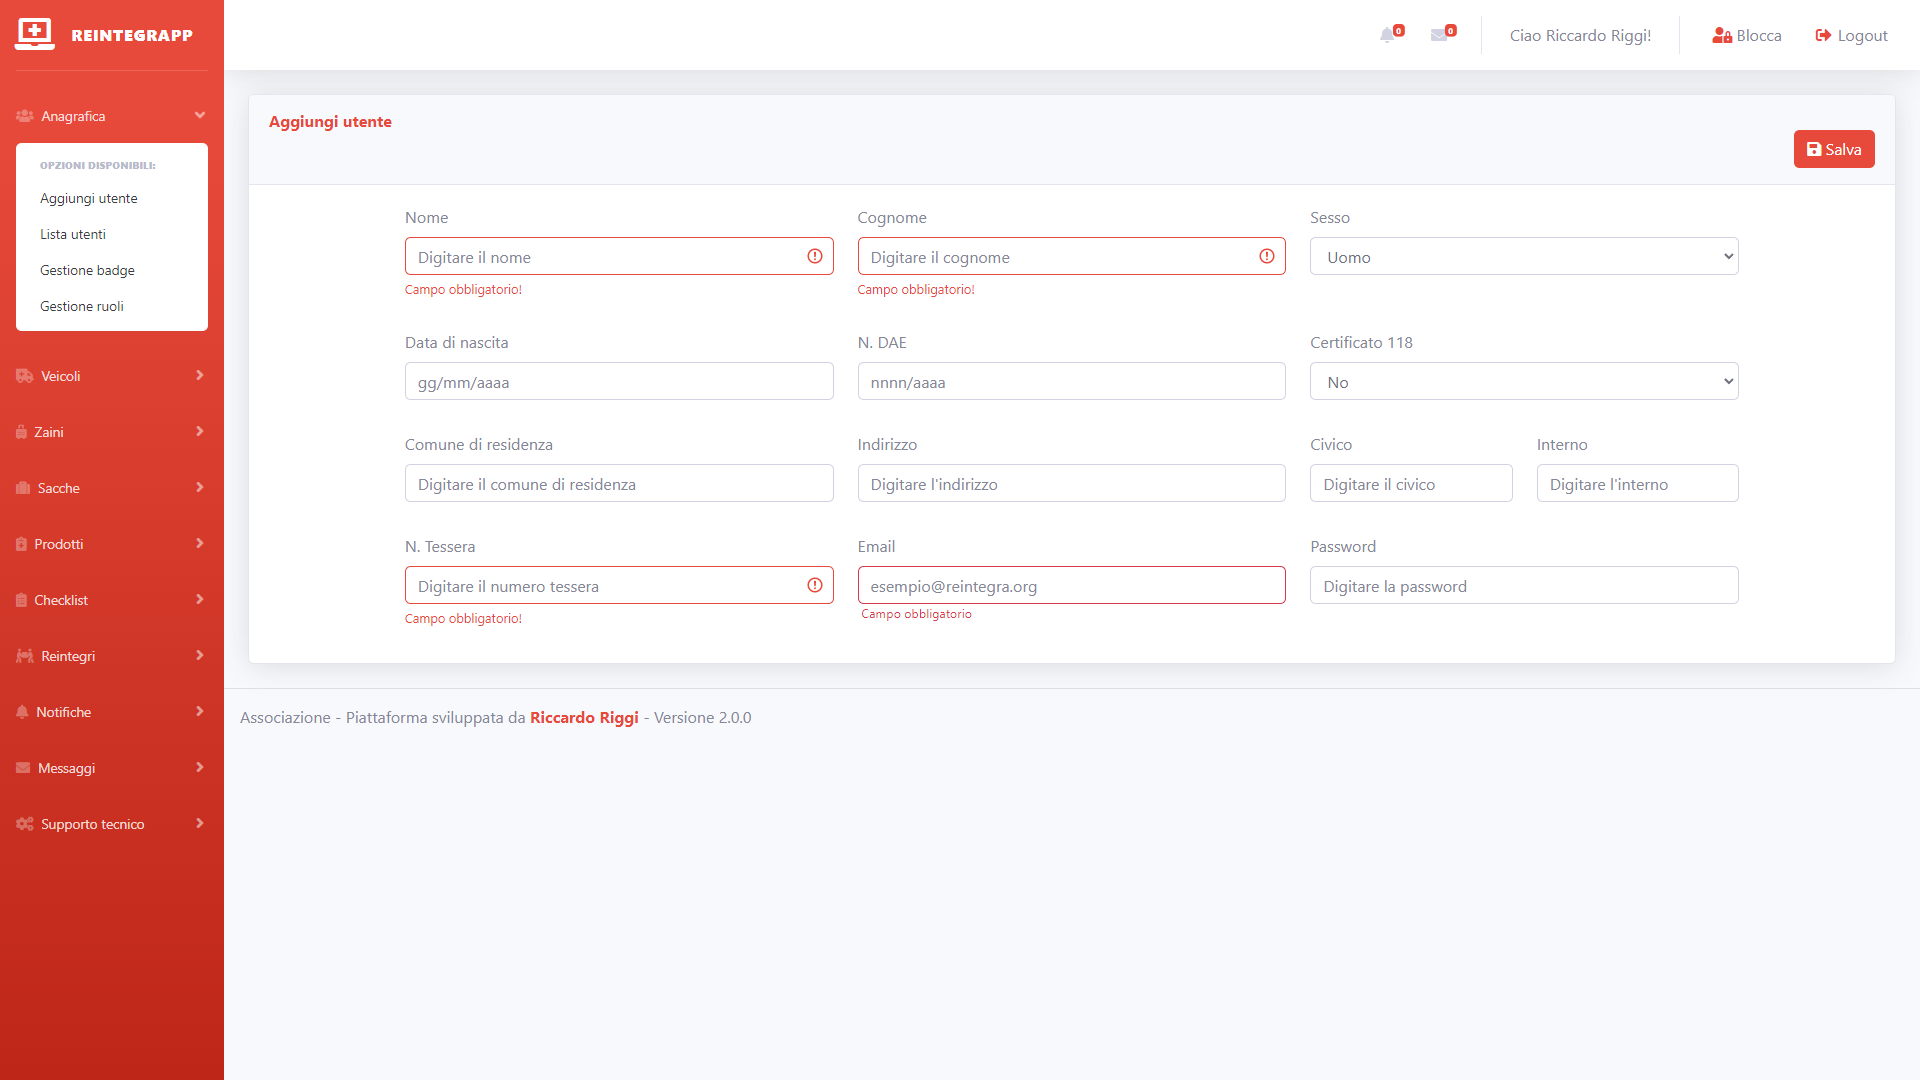 REINTEGRAPP
0
0
Ciao Riccardo Riggi!
Blocca
Logout
Anagrafica
OPZIONI DISPONIBILI:
Aggiungi utente
Lista utenti
Gestione badge
Gestione ruoli
Veicoli
Zaini
Sacche
Prodotti
Checklist
Reintegri
Notifiche
Messaggi
Supporto tecnico
Aggiungi utente
Salva
Nome
Cognome
Sesso
Digitare il nome
Digitare il cognome
Uomo
Campo obbligatorio!
Campo obbligatorio!
Data di nascita
N. DAE
Certificato 118
gg/mm/aaaa
nnnn/aaaa
No
Comune di residenza
Indirizzo
Civico
Interno
Digitare il comune di residenza
Digitare l'indirizzo
Digitare il civico
Digitare l'interno
N. Tessera
Email
Password
Digitare il numero tessera
esempio@reintegra.org
Digitare la password
Campo obbligatorio!
Campo obbligatorio
Associazione - Piattaforma sviluppata da Riccardo Riggi - Versione 2.0.0